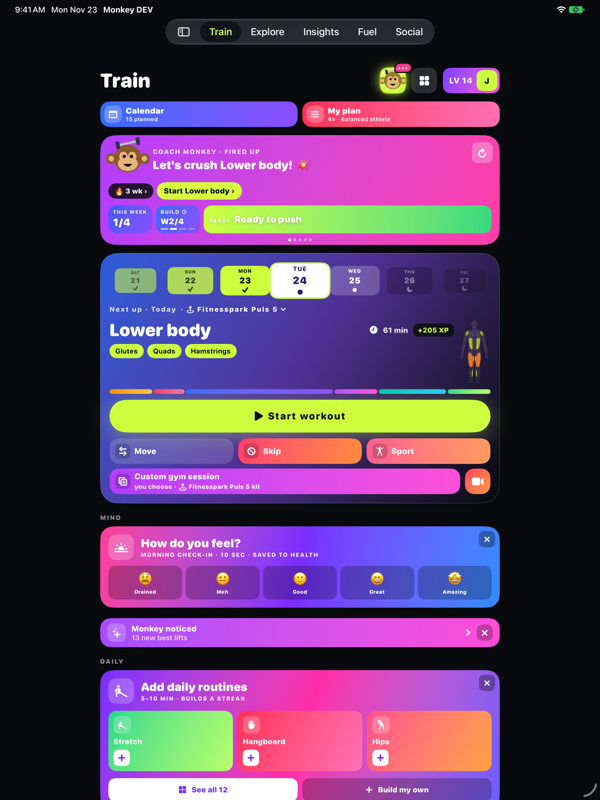 9:41 AM Mon Nov 23 Monkey DEV
Train Explore Insights Fuel Social
Train
LV 14 J
Calendar
15 planned
My plan
4x · Balanced athlete
COACH MONKEY · FIRED UP
Let's crush Lower body!
3 wk ›
Start Lower body ›
THIS WEEK
1/4
BUILD
W2/4
READY Ready to push
SAT
21
SUN
22
MON
23
TUE
24
WED
25
THU
26
FRI
27
Next up · Today · Fitnesspark Puls 5
Lower body
61 min +205 XP
Glutes Quads Hamstrings
Start workout
Move Skip Sport
Custom gym session
you choose · Fitnesspark Puls 5 kit
MIND
How do you feel?
MORNING CHECK-IN · 10 SEC · SAVED TO HEALTH
Drained Meh Good Great Amazing
Monkey noticed
13 new best lifts
DAILY
Add daily routines
5–10 MIN · BUILDS A STREAK
Stretch Hangboard Hips
See all 12 Build my own